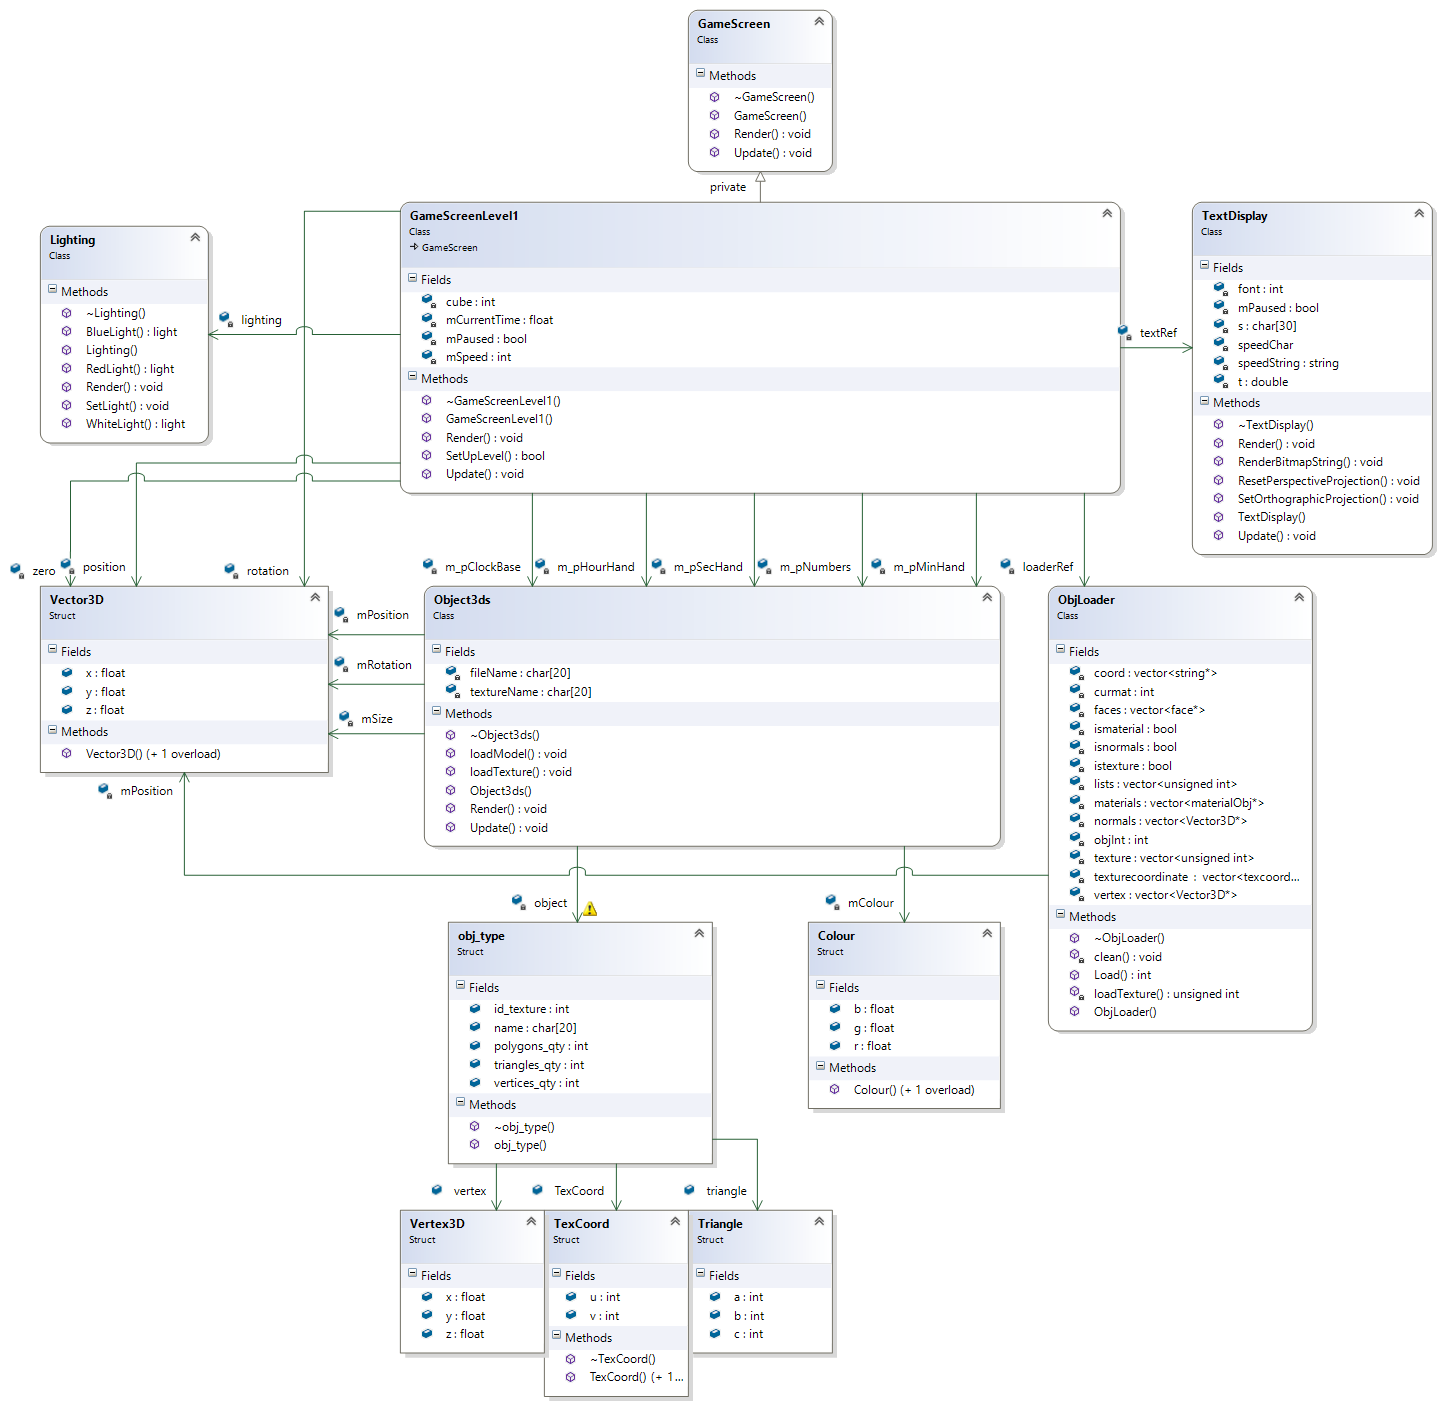 GameScreen
Class
Methods
~GameScreen()
GameScreen()
Render() : void
Update() : void
private
GameScreenLevel1
Class
GameScreen
Fields
cube : int
mCurrentTime : float
mPaused : bool
mSpeed : int
Methods
~GameScreenLevel1()
GameScreenLevel1()
Render() : void
SetUpLevel() : bool
Update() : void
Lighting
Class
Methods
~Lighting()
BlueLight() : light
Lighting()
RedLight() : light
Render() : void
SetLight() : void
WhiteLight() : light
lighting
textRef
TextDisplay
Class
Fields
font : int
mPaused : bool
s : char[30]
speedChar
speedString : string
t : double
Methods
~TextDisplay()
Render() : void
RenderBitmapString() : void
ResetPerspectiveProjection() : void
SetOrthographicProjection() : void
TextDisplay()
Update() : void
zero
position
rotation
m_pClockBase
m_pHourHand
m_pSecHand
m_pNumbers
m_pMinHand
loaderRef
Vector3D
Struct
Fields
x : float
y : float
z : float
Methods
Vector3D() (+ 1 overload)
mPosition
mRotation
mSize
mPosition
Object3ds
Class
Fields
fileName : char[20]
textureName : char[20]
Methods
~Object3ds()
loadModel() : void
loadTexture() : void
Object3ds()
Render() : void
Update() : void
ObjLoader
Class
Fields
coord : vector<string*>
curmat : int
faces : vector<face*>
ismaterial : bool
isnormals : bool
istexture : bool
lists : vector<unsigned int>
materials : vector<materialObj*>
normals : vector<Vector3D*>
objInt : int
texture : vector<unsigned int>
texturecoordinate : vector<texcoord...
vertex : vector<Vector3D*>
Methods
~ObjLoader()
clean() : void
Load() : int
loadTexture() : unsigned int
ObjLoader()
object
mColour
obj_type
Struct
Fields
id_texture : int
name : char[20]
polygons_qty : int
triangles_qty : int
vertices_qty : int
Methods
~obj_type()
obj_type()
Colour
Struct
Fields
b : float
g : float
r : float
Methods
Colour() (+ 1 overload)
vertex
TexCoord
triangle
Vertex3D
Struct
Fields
x : float
y : float
z : float
TexCoord
Struct
Fields
u : int
v : int
Methods
~TexCoord()
TexCoord() (+ 1...
Triangle
Struct
Fields
a : int
b : int
c : int